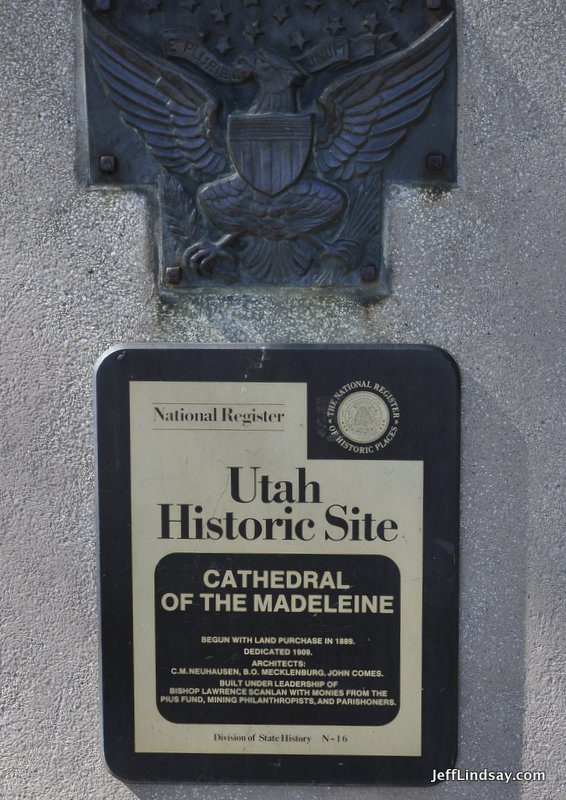 E PLURIBUS UNUM
National Register
THE NATIONAL REGISTER
OF HISTORIC PLACES
Utah
Historic Site
CATHEDRAL
OF THE MADELEINE
BEGUN WITH LAND PURCHASE IN 1889.
DEDICATED 1909.
ARCHITECTS:
C.M.NEUHAUSEN, B.O. MECKLENBURG, JOHN COMES.
BUILT UNDER LEADERSHIP OF
BISHOP LAWRENCE SCANLAN WITH MONIES FROM THE
PIUS FUND, MINING PHILANTHROPISTS, AND PARISHONERS.
Division of State History N-16
JeffLindsay.com